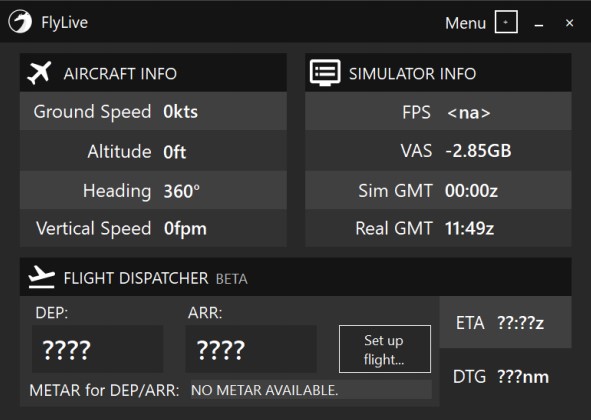 FlyLive
Menu + – ×
AIRCRAFT INFO
Ground Speed 0kts
Altitude 0ft
Heading 360°
Vertical Speed 0fpm
SIMULATOR INFO
FPS <na>
VAS -2.85GB
Sim GMT 00:00z
Real GMT 11:49z
FLIGHT DISPATCHER BETA
DEP: ARR:
???? ????
Set up
flight...
METAR for DEP/ARR: NO METAR AVAILABLE.
ETA ??:??z
DTG ???nm